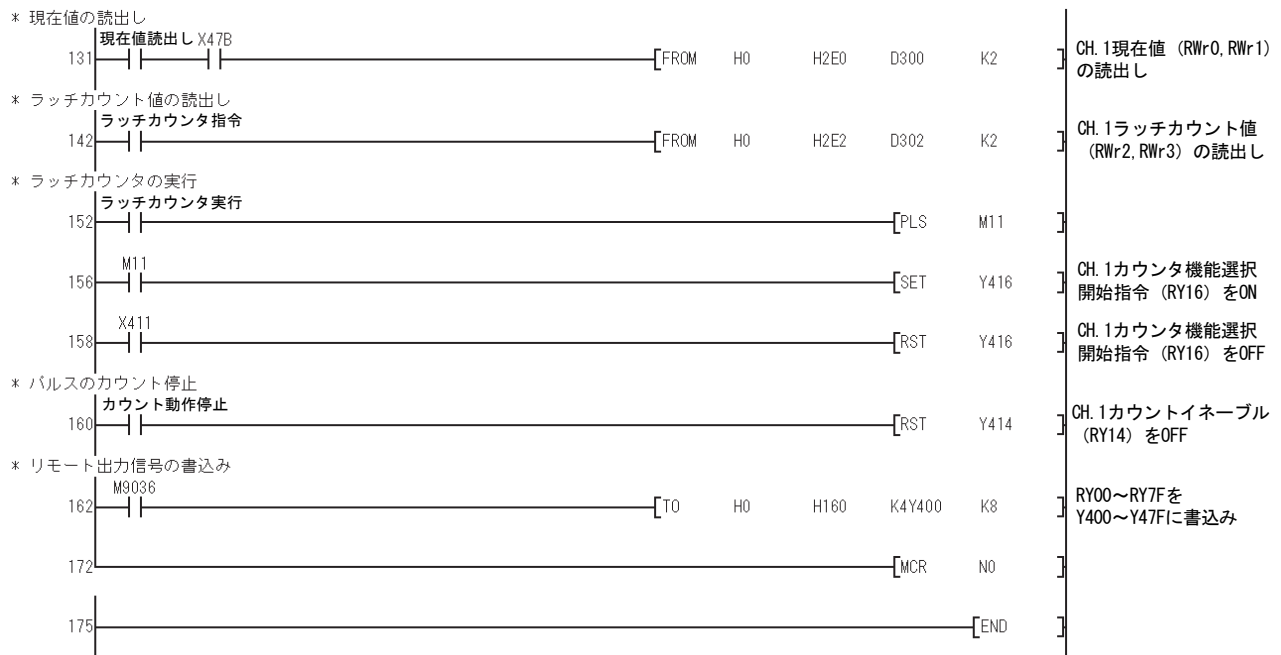 * 現在値の読出し
現在値読出し X47B
131 [FROM H0 H2E0 D300 K2 ] CH.1現在値 (RWr0,RWr1)
の読出し
* ラッチカウント値の読出し
ラッチカウンタ指令
142 [FROM H0 H2E2 D302 K2 ] CH.1ラッチカウント値
(RWr2,RWr3) の読出し
* ラッチカウンタの実行
ラッチカウンタ実行
152 [PLS M11 ]
M11
156 [SET Y416 ] CH.1カウンタ機能選択
開始指令 (RY16) をON
X411
158 [RST Y416 ] CH.1カウンタ機能選択
開始指令 (RY16) をOFF
* パルスのカウント停止
カウント動作停止
160 [RST Y414 ] CH.1カウントイネーブル
(RY14) をOFF
* リモート出力信号の書込み
M9036
162 [TO H0 H160 K4Y400 K8 ] RY00～RY7Fを
Y400～Y47Fに書込み
172 [MCR N0 ]
175 [END ]